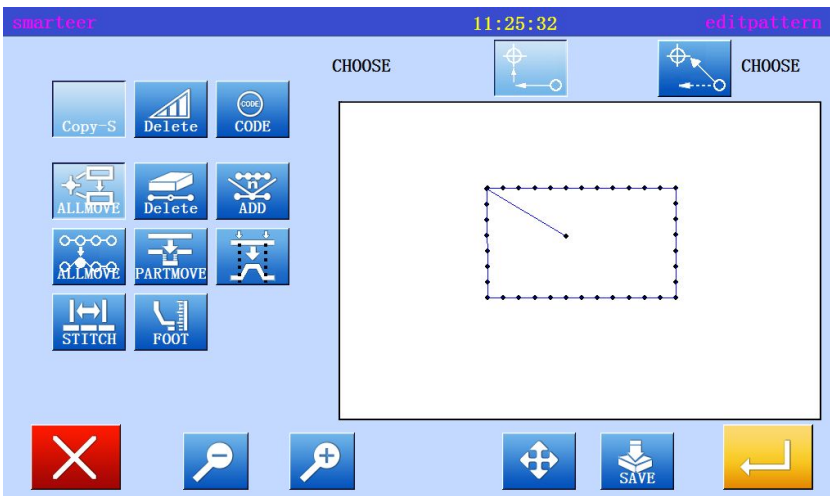 smarteer 11:25:32 editpattern
CHOOSE CHOOSE
Copy-S Delete CODE CODE
ALLMOVE Delete n ADD
ALLMOVE PARTMOVE
STITCH FOOT
SAVE